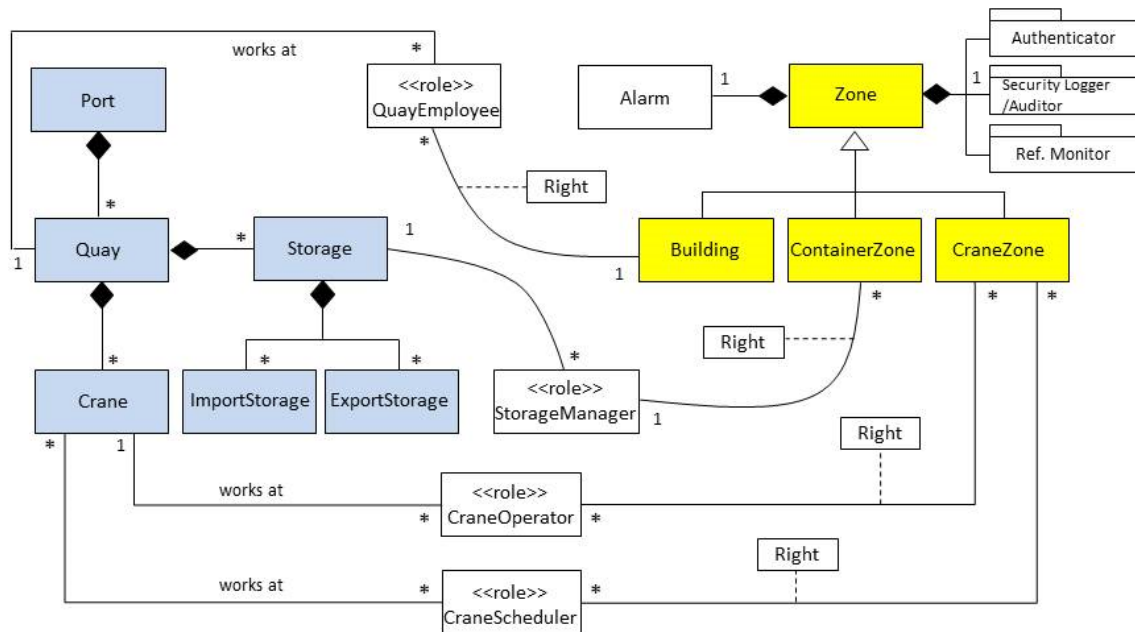 works at
*
Authenticator
<<role>>
QuayEmployee
*
Port
Alarm
1
Zone
1
Security Logger
/Auditor
Ref. Monitor
Right
*
1
Quay
*
Storage
1
1
Building
ContainerZone
CraneZone
*
*
*
*
Right
*
*
*
Crane
ImportStorage
ExportStorage
<<role>>
StorageManager
1
*
1
Right
works at
*
<<role>>
CraneOperator
*
Right
works at
*
<<role>>
CraneScheduler
*